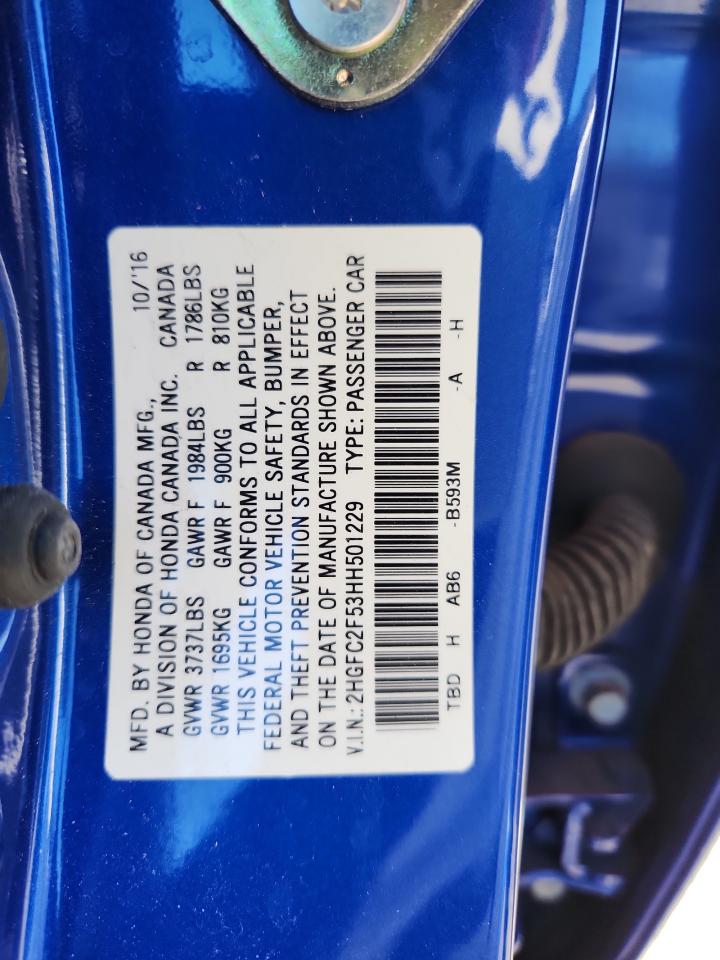 MFD. BY HONDA OF CANADA MFG., 10/'16
A DIVISION OF HONDA CANADA INC. CANADA
GVWR 3737LBS GAWR F 1984LBS R 1786LBS
GVWR 1695KG GAWR F 900KG R 810KG
THIS VEHICLE CONFORMS TO ALL APPLICABLE
FEDERAL MOTOR VEHICLE SAFETY, BUMPER,
AND THEFT PREVENTION STANDARDS IN EFFECT
ON THE DATE OF MANUFACTURE SHOWN ABOVE.
V.I.N.: 2HGFC2F53HH501229 TYPE: PASSENGER CAR
TBD H AB6 -B593M -A -H